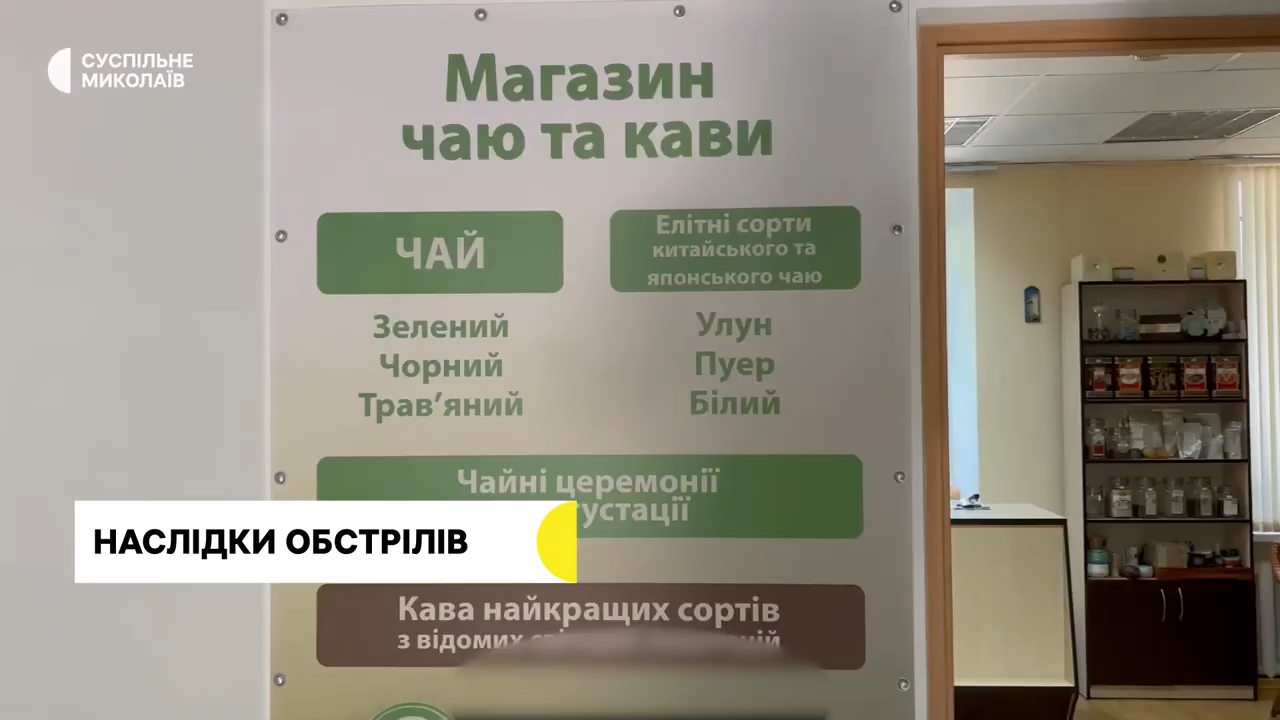 СУСПІЛЬНЕ
МИКОЛАЇВ
Магазин
чаю та кави
ЧАЙ
Зелений
Чорний
Трав’яний
Елітні сорти
китайського та
японського чаю
Улун
Пуер
Білий
Чайні церемонії
НАСЛІДКИ ОБСТРІЛІВ
Кава найкращих сортів
з відомих